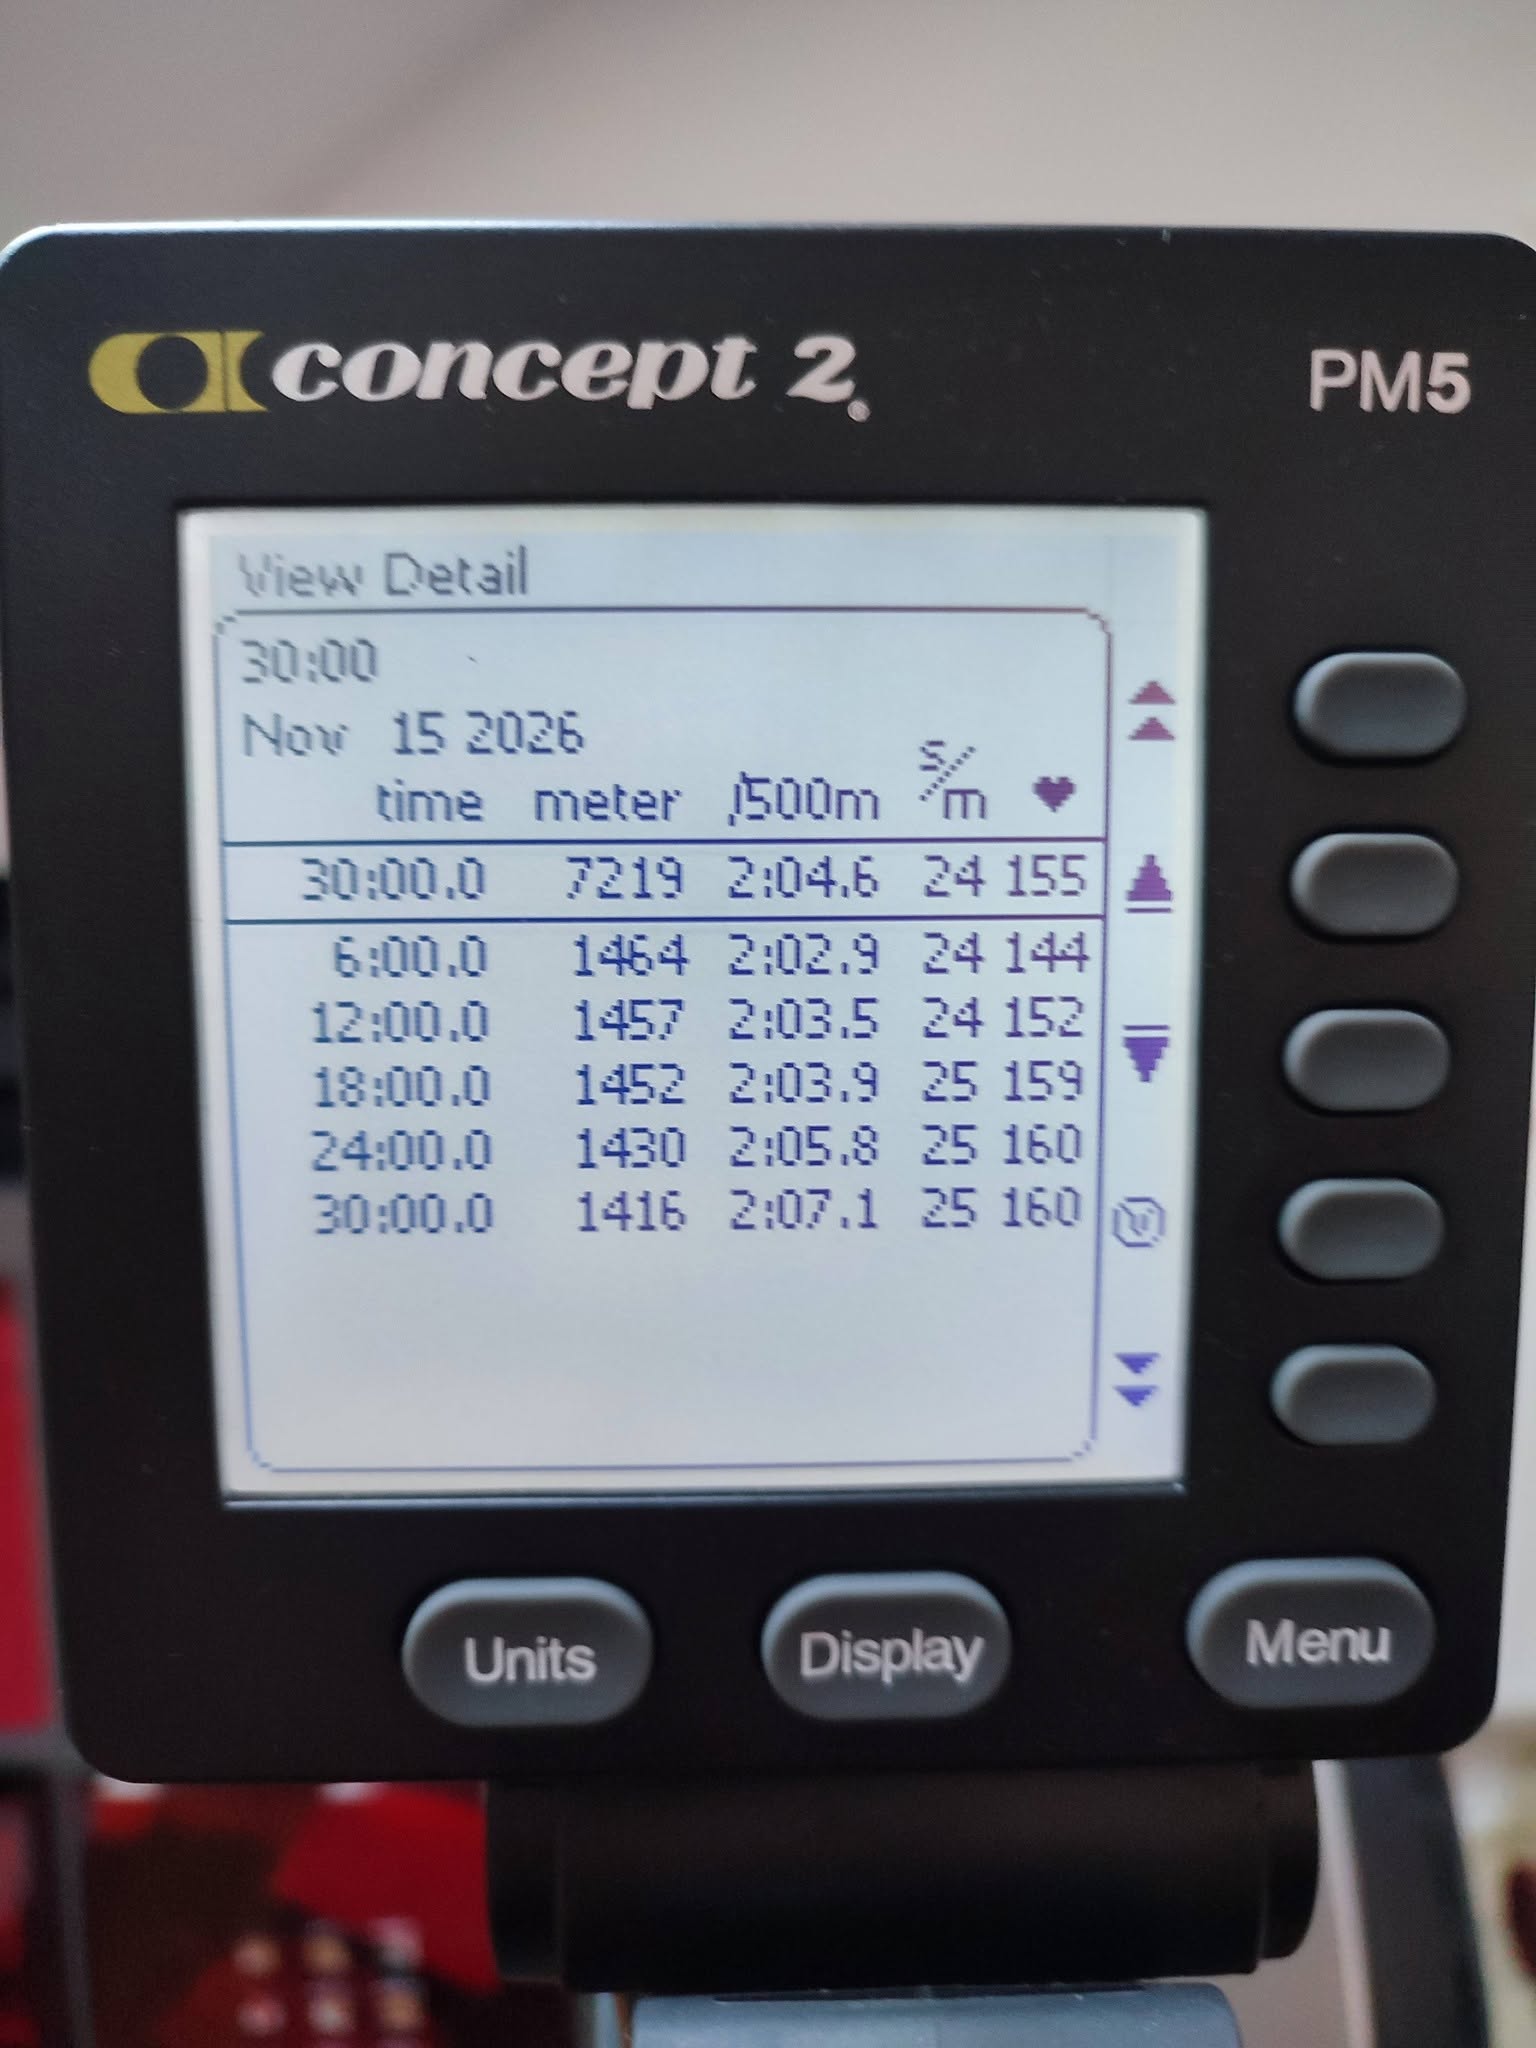 concept 2®
PM5
View Detail
30:00
Nov 15 2026
time meter /500m s/m ♥
30:00.0 7219 2:04.6 24 155
6:00.0 1464 2:02.9 24 144
12:00.0 1457 2:03.5 24 152
18:00.0 1452 2:03.9 25 159
24:00.0 1430 2:05.8 25 160
30:00.0 1416 2:07.1 25 160
V
Units Display Menu